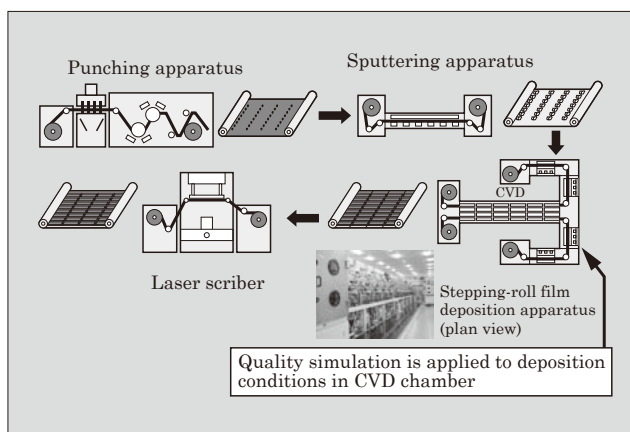 Punching apparatus
Sputtering apparatus
CVD
Laser scriber
Stepping-roll film
deposition apparatus
(plan view)
Quality simulation is applied to deposition
conditions in CVD chamber